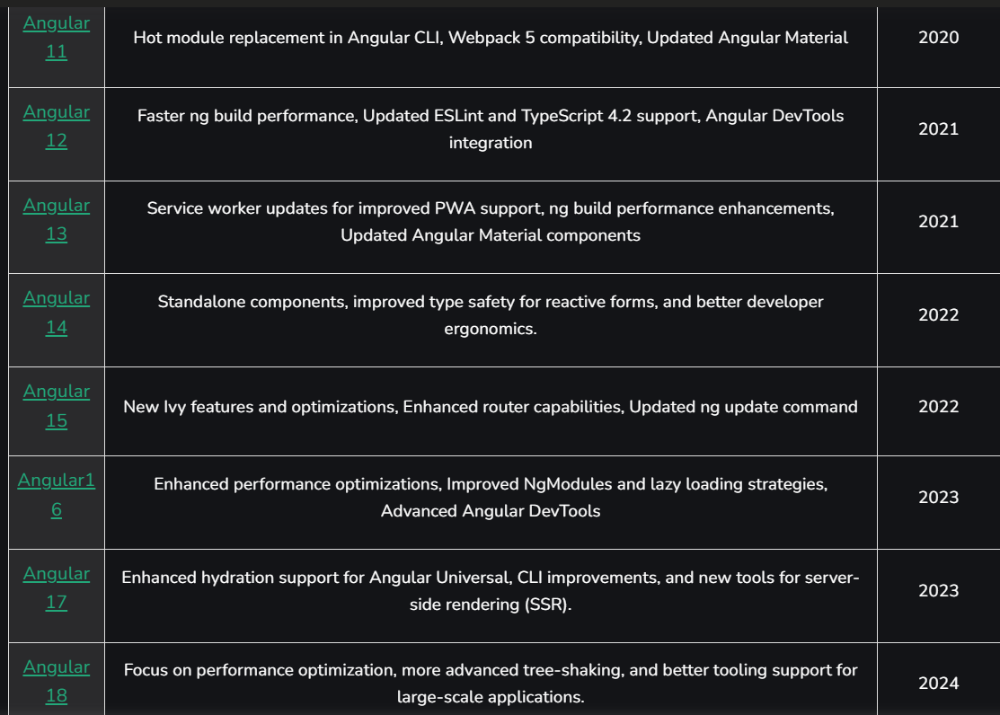 Angular
11
Hot module replacement in Angular CLI, Webpack 5 compatibility, Updated Angular Material
2020
Angular
12
Faster ng build performance, Updated ESLint and TypeScript 4.2 support, Angular DevTools
integration
2021
Angular
13
Service worker updates for improved PWA support, ng build performance enhancements,
Updated Angular Material components
2021
Angular
14
Standalone components, improved type safety for reactive forms, and better developer
ergonomics.
2022
Angular
15
New Ivy features and optimizations, Enhanced router capabilities, Updated ng update command
2022
Angular1
6
Enhanced performance optimizations, Improved NgModules and lazy loading strategies,
Advanced Angular DevTools
2023
Angular
17
Enhanced hydration support for Angular Universal, CLI improvements, and new tools for server-
side rendering (SSR).
2023
Angular
18
Focus on performance optimization, more advanced tree-shaking, and better tooling support for
large-scale applications.
2024